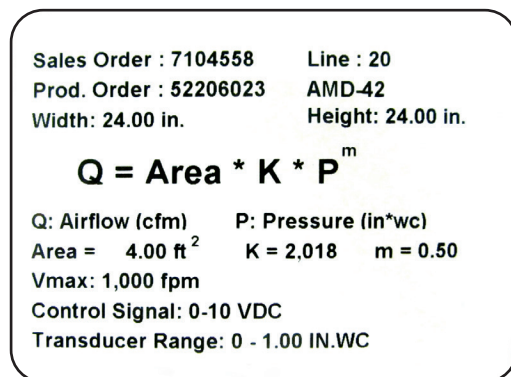 Sales Order : 7104558 Line : 20
Prod. Order : 52206023 AMD-42
Width: 24.00 in. Height: 24.00 in.
Q = Area * K * P^m
Q: Airflow (cfm) P: Pressure (in*wc)
Area = 4.00 ft² K = 2,018 m = 0.50
Vmax: 1,000 fpm
Control Signal: 0-10 VDC
Transducer Range: 0 - 1.00 IN.WC